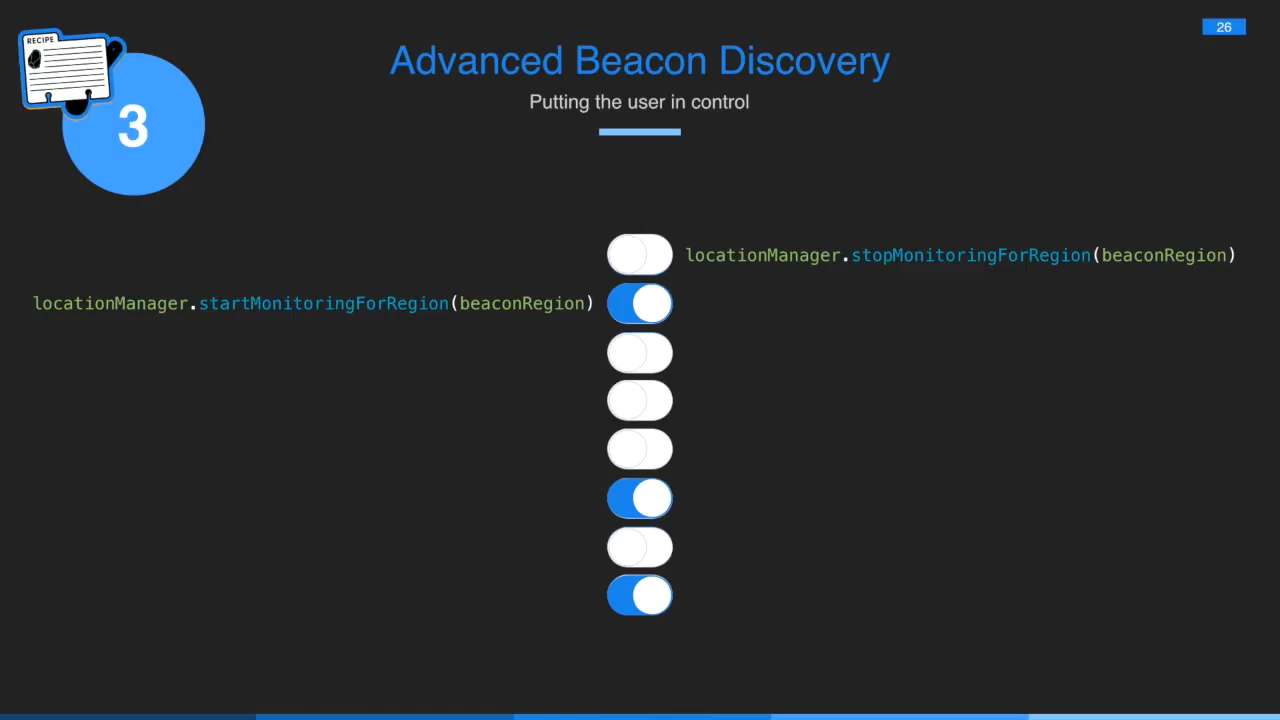 RECIPE
3
26
Advanced Beacon Discovery
Putting the user in control
locationManager.stopMonitoringForRegion(beaconRegion)
locationManager.startMonitoringForRegion(beaconRegion)